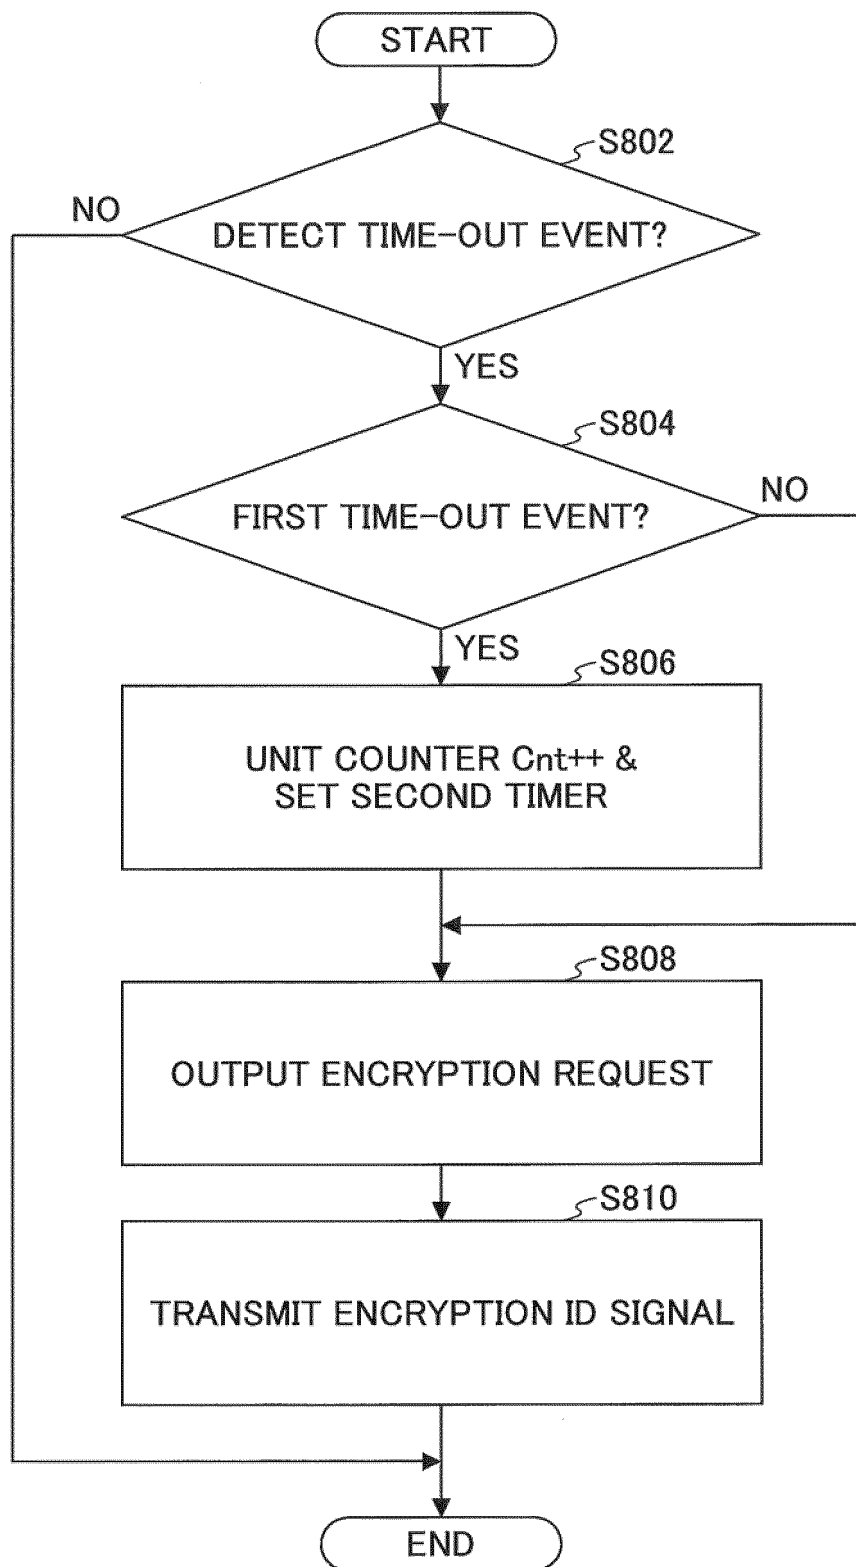 START
S802
NO
DETECT TIME-OUT EVENT?
YES
S804
NO
FIRST TIME-OUT EVENT?
YES
S806
UNIT COUNTER Cnt++ &
SET SECOND TIMER
S808
OUTPUT ENCRYPTION REQUEST
S810
TRANSMIT ENCRYPTION ID SIGNAL
END